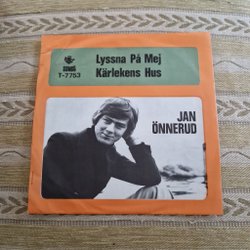 Lyssna På Mej
Kärlekens Hus
T-7753
JAN
ÖNNERUD